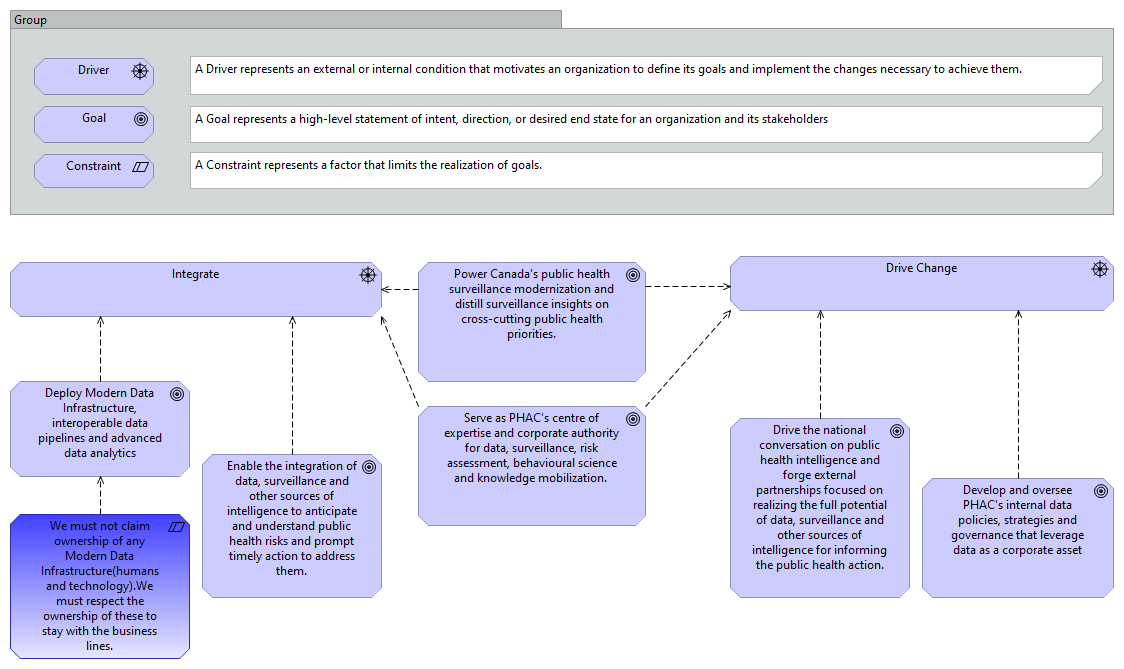 Group
Driver
A Driver represents an external or internal condition that motivates an organization to define its goals and implement the changes necessary to achieve them.
Goal
A Goal represents a high-level statement of intent, direction, or desired end state for an organization and its stakeholders
Constraint
A Constraint represents a factor that limits the realization of goals.
Integrate
Power Canada's public health
surveillance modernization and
distill surveillance insights on
cross-cutting public health
priorities.
Drive Change
Deploy Modern Data
Infrastructure,
interoperable data
pipelines and advanced
data analytics
Serve as PHAC's centre of
expertise and corporate authority
for data, surveillance, risk
assessment, behavioural science
and knowledge mobilization.
Enable the integration of
data, surveillance and
other sources of
intelligence to anticipate
and understand public
health risks and prompt
timely action to address
them.
Drive the national
conversation on public
health intelligence and
forge external
partnerships focused on
realizing the full potential
of data, surveillance and
other sources of
intelligence for informing
the public health action.
Develop and oversee
PHAC's internal data
policies, strategies and
governance that leverage
data as a corporate asset
We must not claim
ownership of any
Modern Data
Infrastructure(humans
and technology).We
must respect the
ownership of these to
stay with the business
lines.